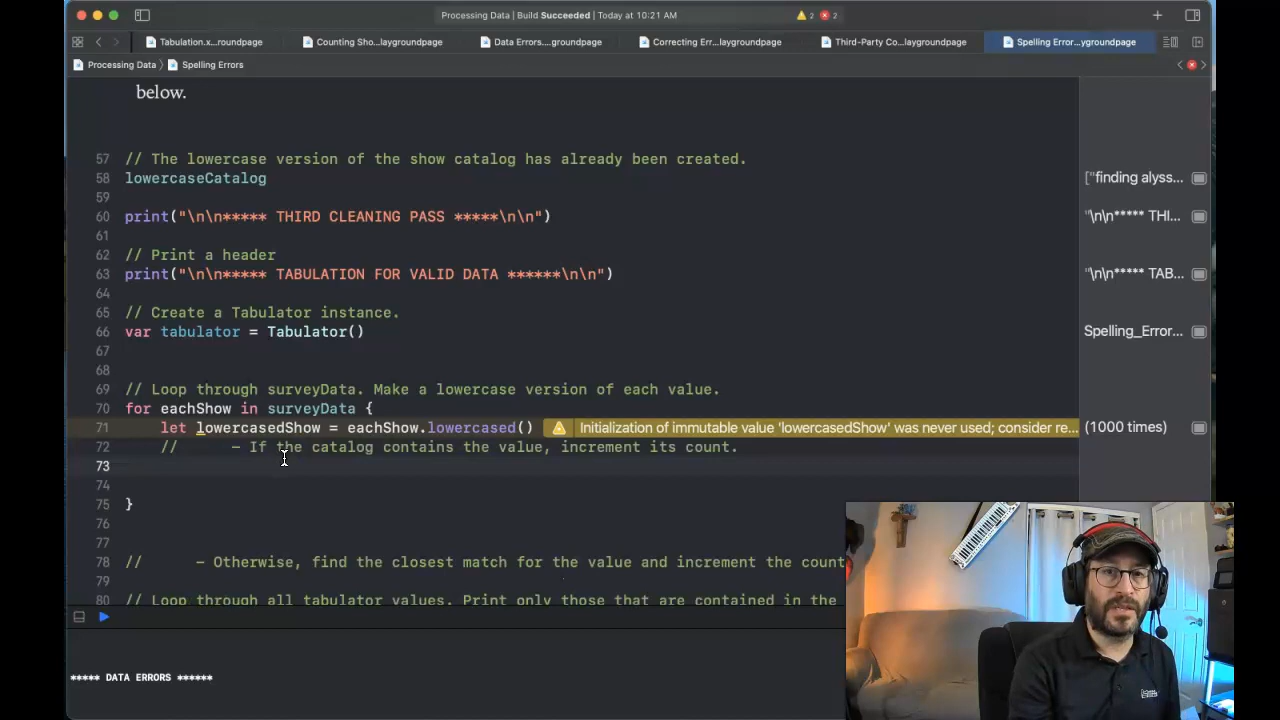 Processing Data | Build Succeeded | Today at 10:21 AM
2
2
Tabulation.x...roundpage
Counting Sho...laygroundpage
Data Errors....groundpage
Correcting Err...laygroundpage
Third-Party Co...laygroundpage
Spelling Error...ygroundpage
Processing Data
Spelling Errors
below.
57 // The lowercase version of the show catalog has already been created.
58 lowercaseCatalog
["finding alyss...
59
60 print("\n\n***** THIRD CLEANING PASS *****\n\n")
"\n\n***** THI...
61
62 // Print a header
63 print("\n\n***** TABULATION FOR VALID DATA ******\n\n")
"\n\n***** TAB...
64
65 // Create a Tabulator instance.
66 var tabulator = Tabulator()
Spelling_Error...
67
68
69 // Loop through surveyData. Make a lowercase version of each value.
70 for eachShow in surveyData {
71 let lowercasedShow = eachShow.lowercased() Initialization of immutable value 'lowercasedShow' was never used; consider re...
(1000 times)
72 // - If the catalog contains the value, increment its count.
73
74
75 }
76
77
78 // - Otherwise, find the closest match for the value and increment the count
79
80 // Loop through all tabulator values. Print only those that are contained in the
***** DATA ERRORS ******